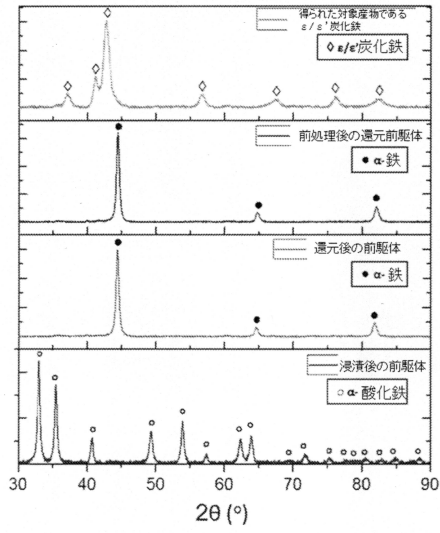 得られた対象産物である
ε/ε'炭化鉄
◇ ε/ε'炭化鉄
前処理後の還元前駆体
● α-鉄
還元後の前駆体
● α-鉄
浸漬後の前駆体
○ α-酸化鉄
30 40 50 60 70 80 90
2θ (°)